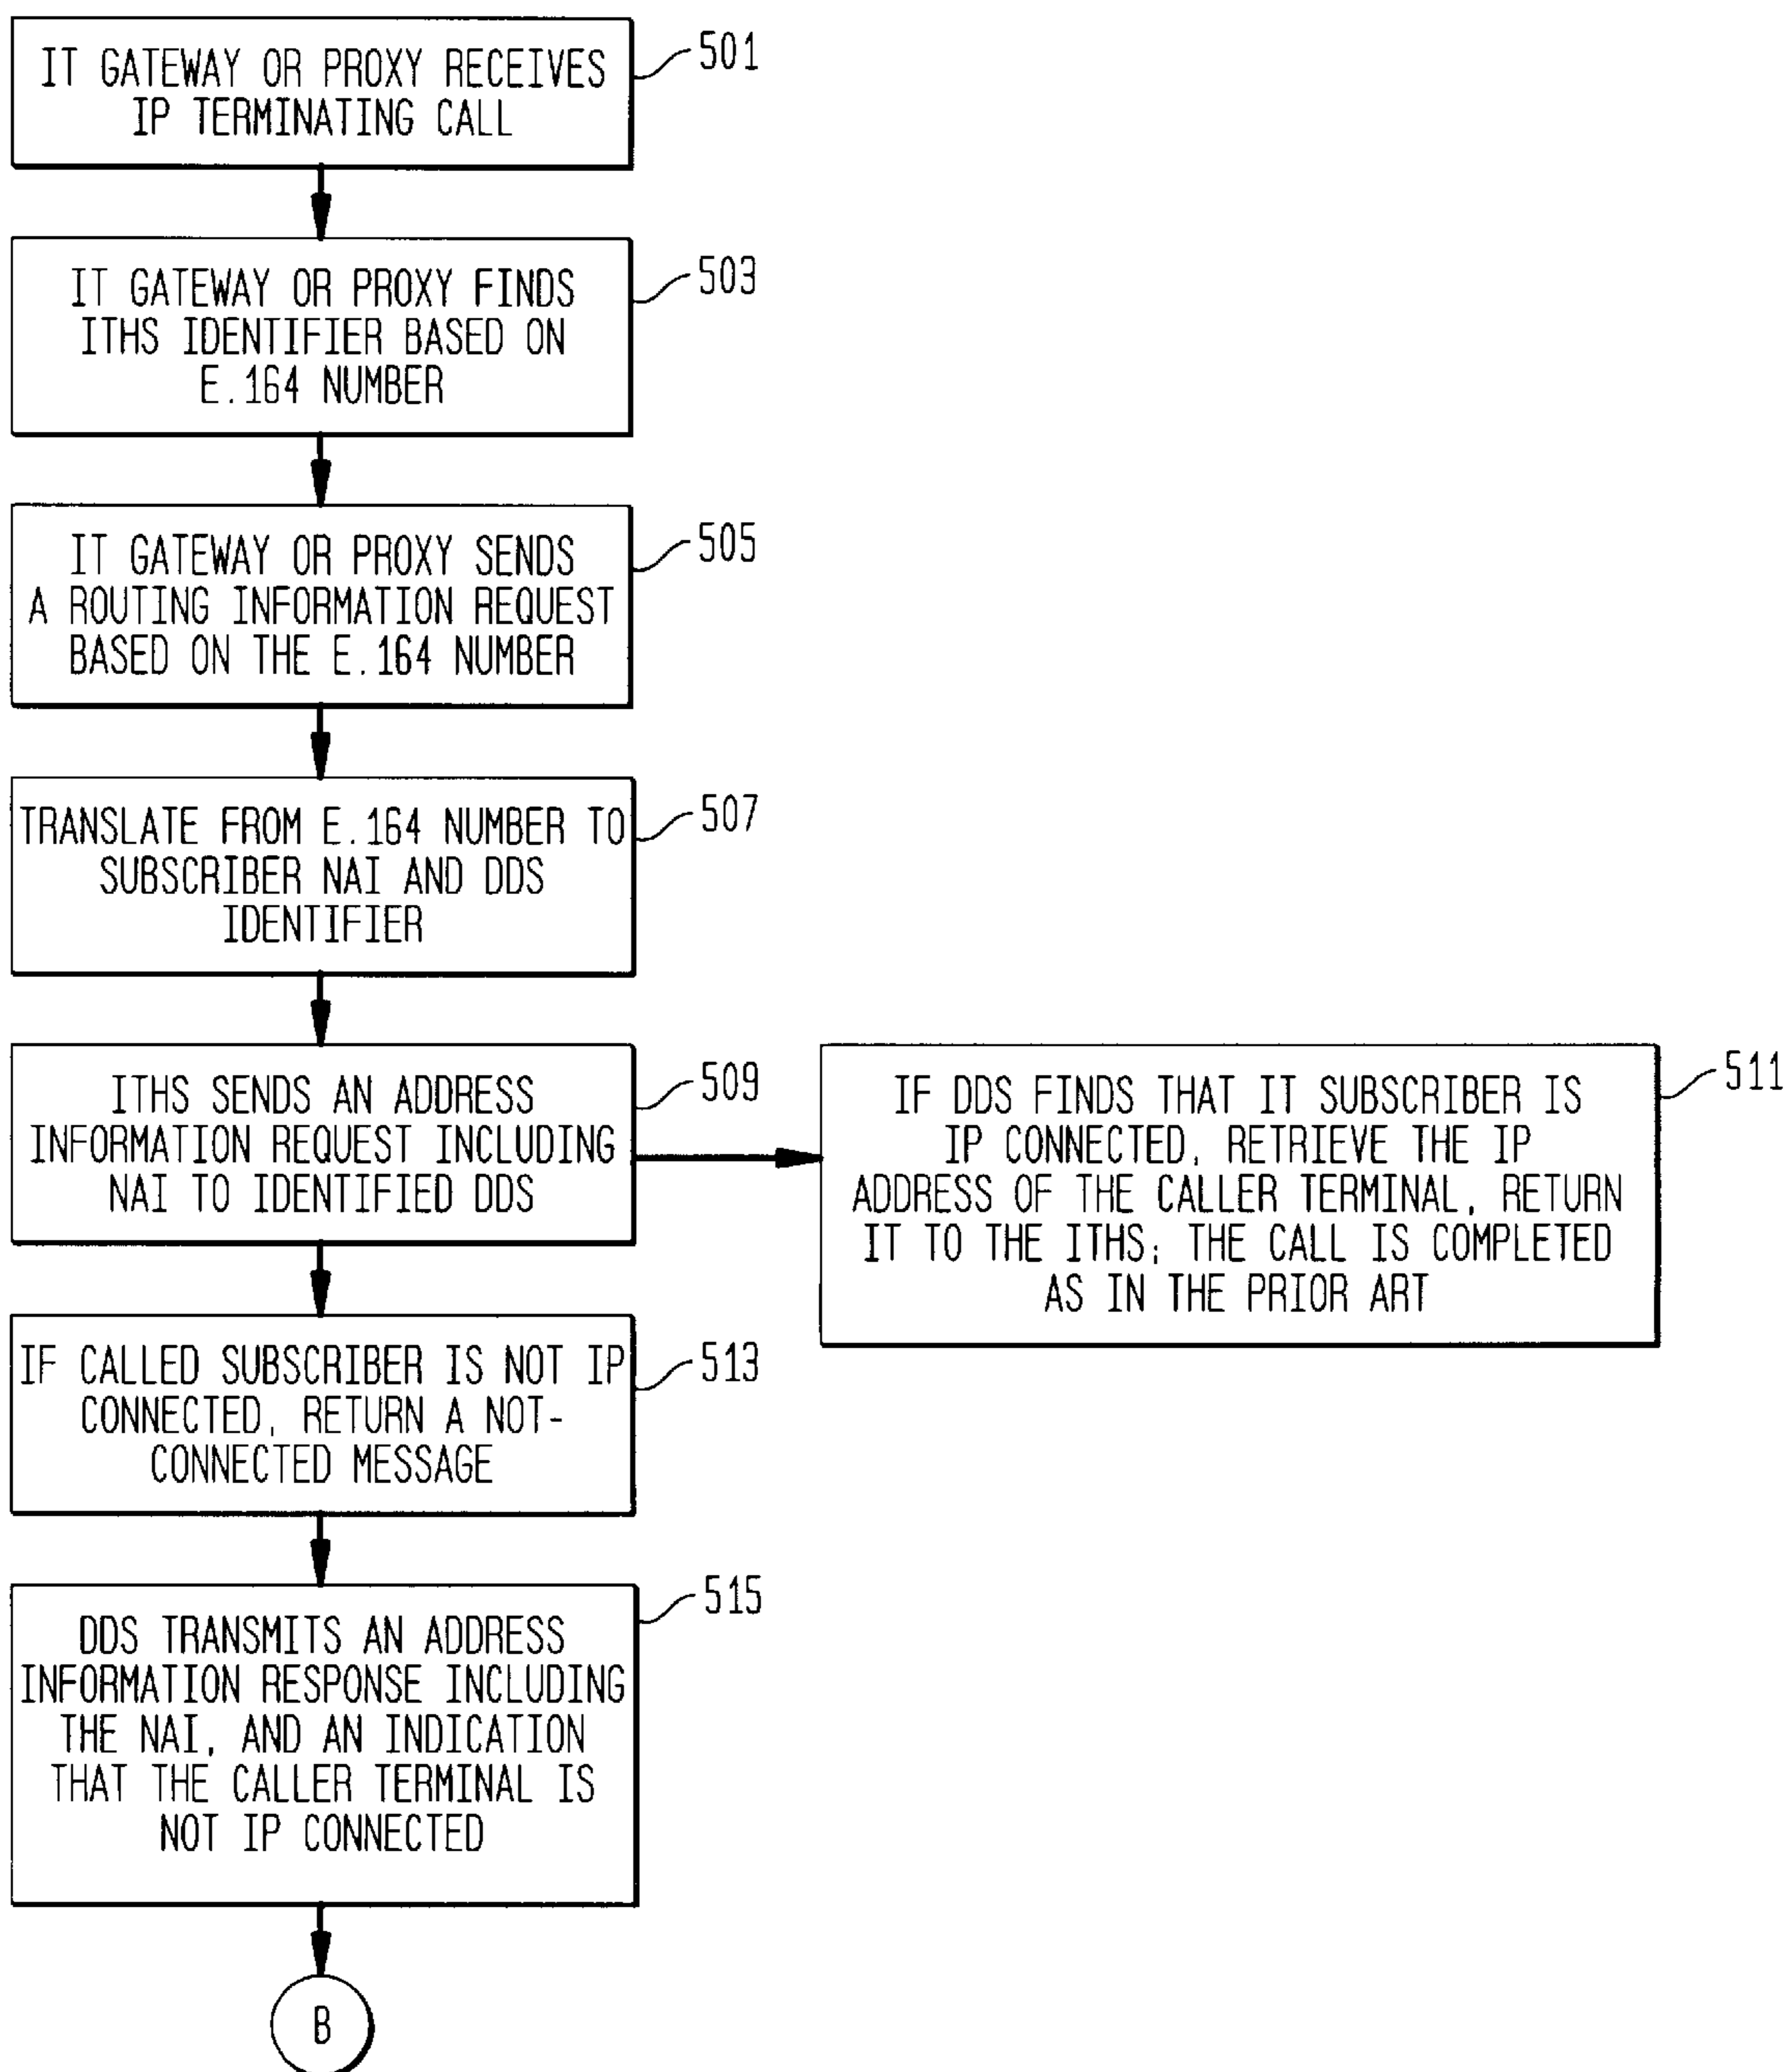 IT GATEWAY OR PROXY RECEIVES
IP TERMINATING CALL
501
IT GATEWAY OR PROXY FINDS
ITHS IDENTIFIER BASED ON
E.164 NUMBER
503
IT GATEWAY OR PROXY SENDS
A ROUTING INFORMATION REQUEST
BASED ON THE E.164 NUMBER
505
TRANSLATE FROM E.164 NUMBER TO
SUBSCRIBER NAI AND DDS
IDENTIFIER
507
ITHS SENDS AN ADDRESS
INFORMATION REQUEST INCLUDING
NAI TO IDENTIFIED DDS
509
IF DDS FINDS THAT IT SUBSCRIBER IS
IP CONNECTED, RETRIEVE THE IP
ADDRESS OF THE CALLER TERMINAL, RETURN
IT TO THE ITHS; THE CALL IS COMPLETED
AS IN THE PRIOR ART
511
IF CALLED SUBSCRIBER IS NOT IP
CONNECTED, RETURN A NOT-
CONNECTED MESSAGE
513
DDS TRANSMITS AN ADDRESS
INFORMATION RESPONSE INCLUDING
THE NAI, AND AN INDICATION
THAT THE CALLER TERMINAL IS
NOT IP CONNECTED
515
B